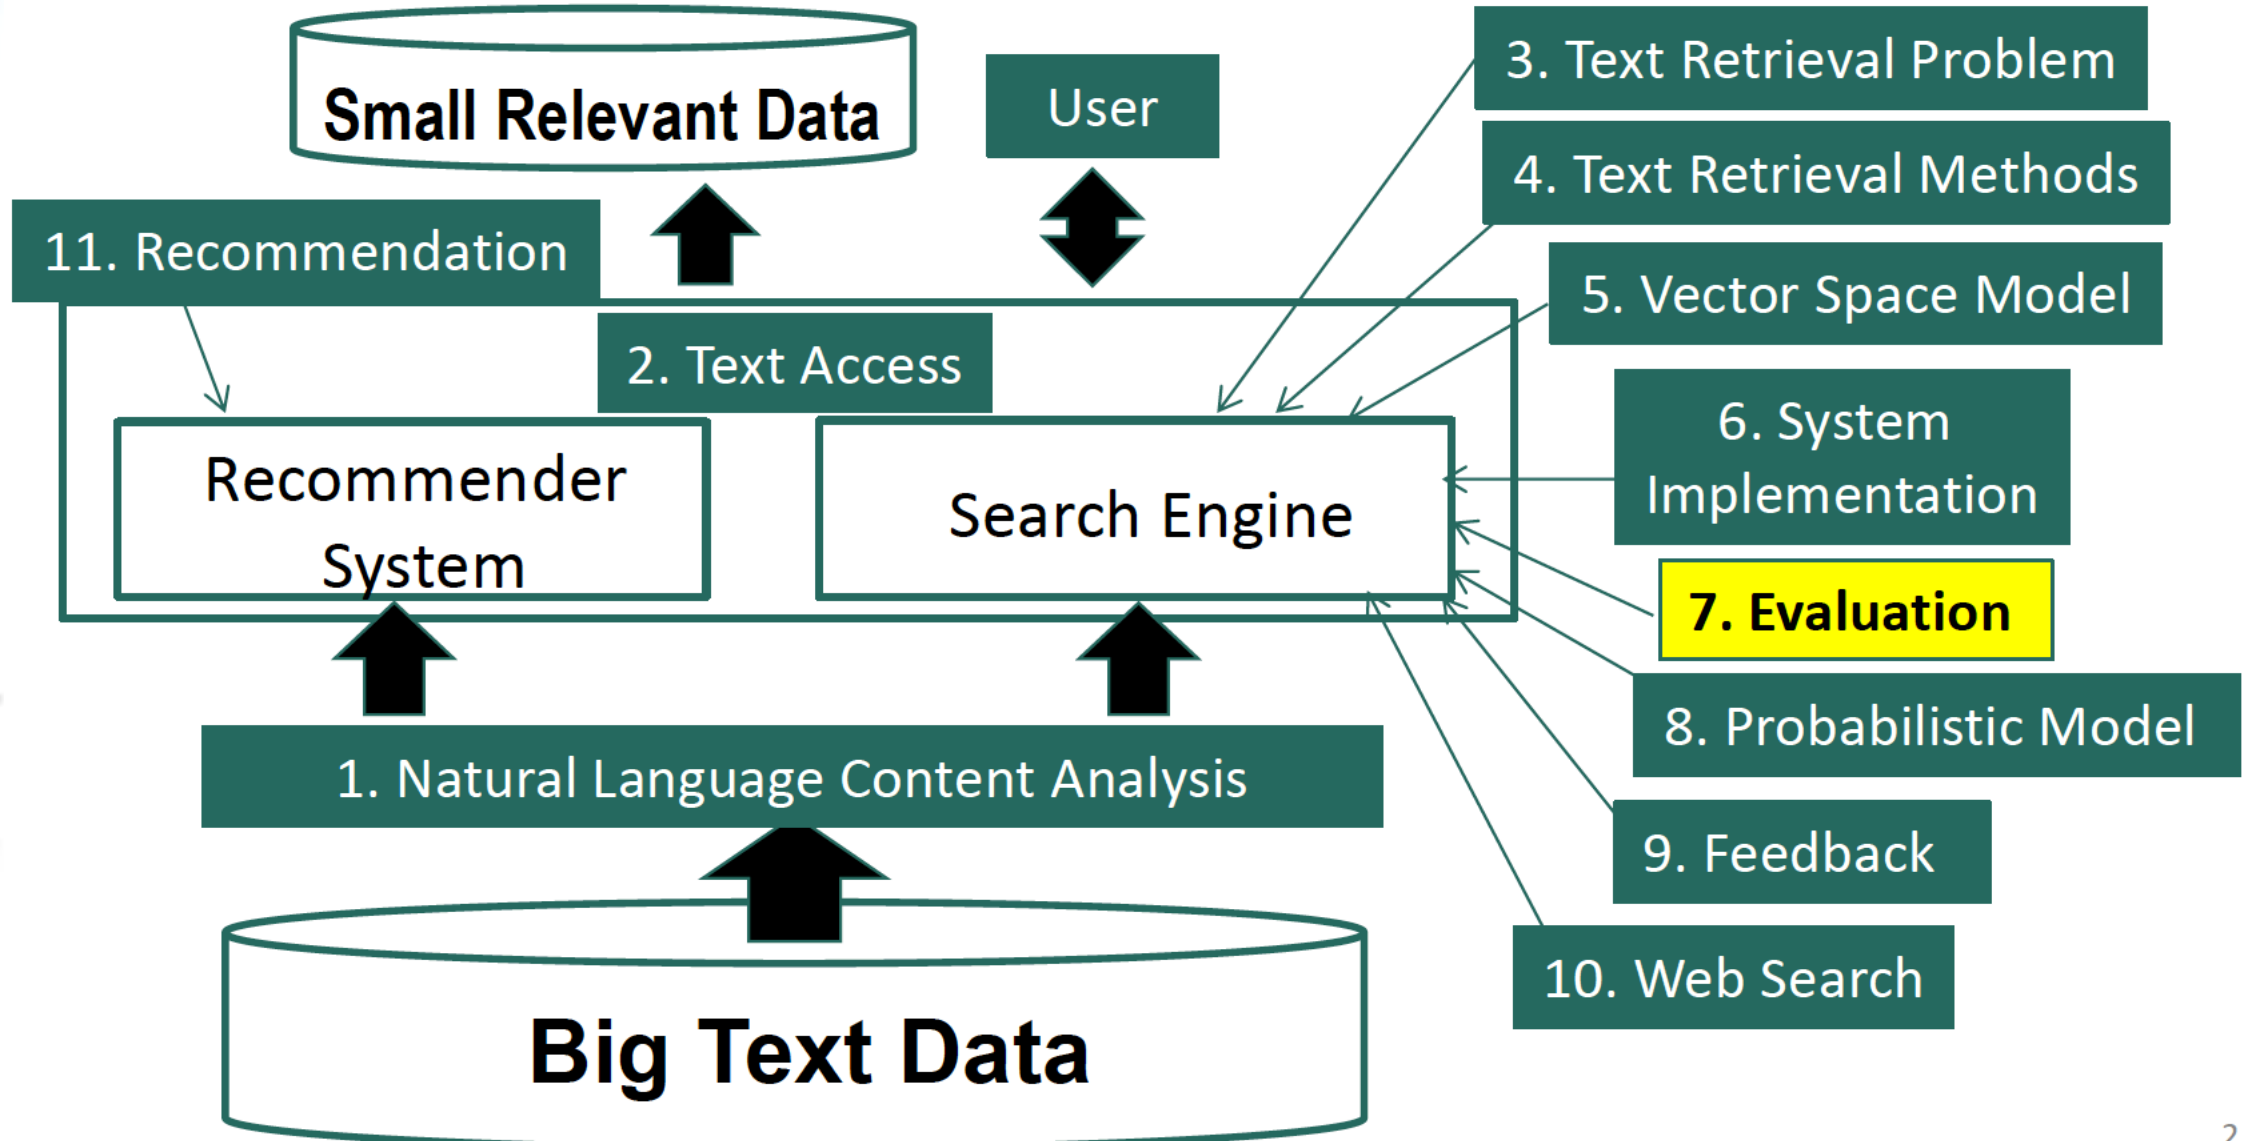 Small Relevant Data
User
3. Text Retrieval Problem
4. Text Retrieval Methods
11. Recommendation
5. Vector Space Model
2. Text Access
6. System
Implementation
Recommender
System
Search Engine
7. Evaluation
8. Probabilistic Model
1. Natural Language Content Analysis
9. Feedback
10. Web Search
Big Text Data
2